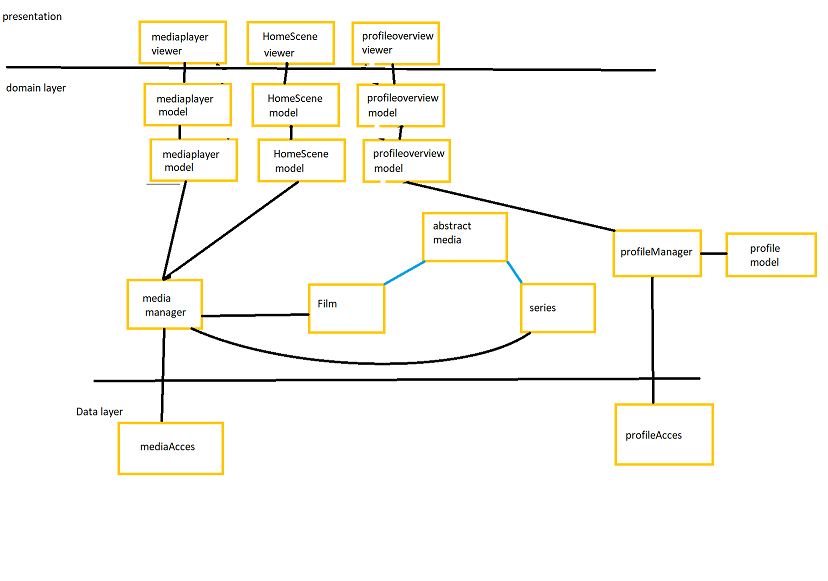 presentation
mediaplayer
viewer
HomeScene
viewer
profileoverview
viewer
domain layer
mediaplayer
model
HomeScene
model
profileoverview
model
mediaplayer
model
HomeScene
model
profileoverview
model
abstract
media
profileManager
profile
model
media
manager
Film
series
Data layer
mediaAcces
profileAcces